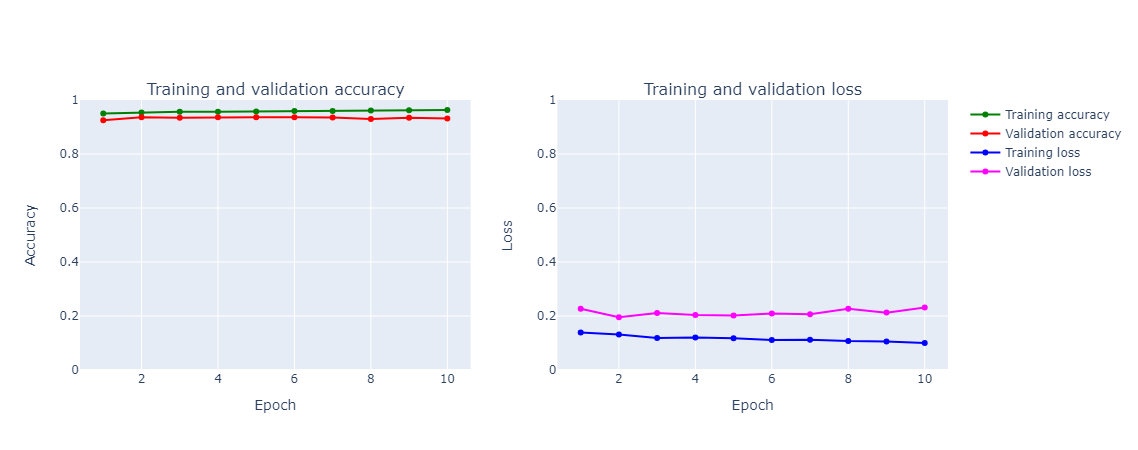 Training and validation accuracy
1
0.8
0.6
0.4
0.2
0
2
4
6
8
10
Accuracy
Epoch
Training and validation loss
1
0.8
0.6
0.4
0.2
0
2
4
6
8
10
Loss
Epoch
Training accuracy
Validation accuracy
Training loss
Validation loss